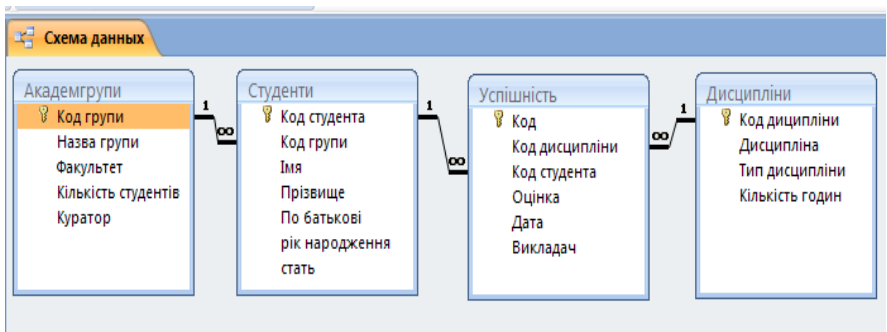 Схема данных
Академгрупи
Код групи
Назва групи
Факультет
Кількість студентів
Куратор
1
∞
Студенти
Код студента
Код групи
Імя
Прізвище
По батькові
рік народження
стать
1
∞
Успішність
Код
Код дисципліни
Код студента
Оцінка
Дата
Викладач
∞
1
Дисципліни
Код диципліни
Дисципліна
Тип дисципліни
Кількість годин